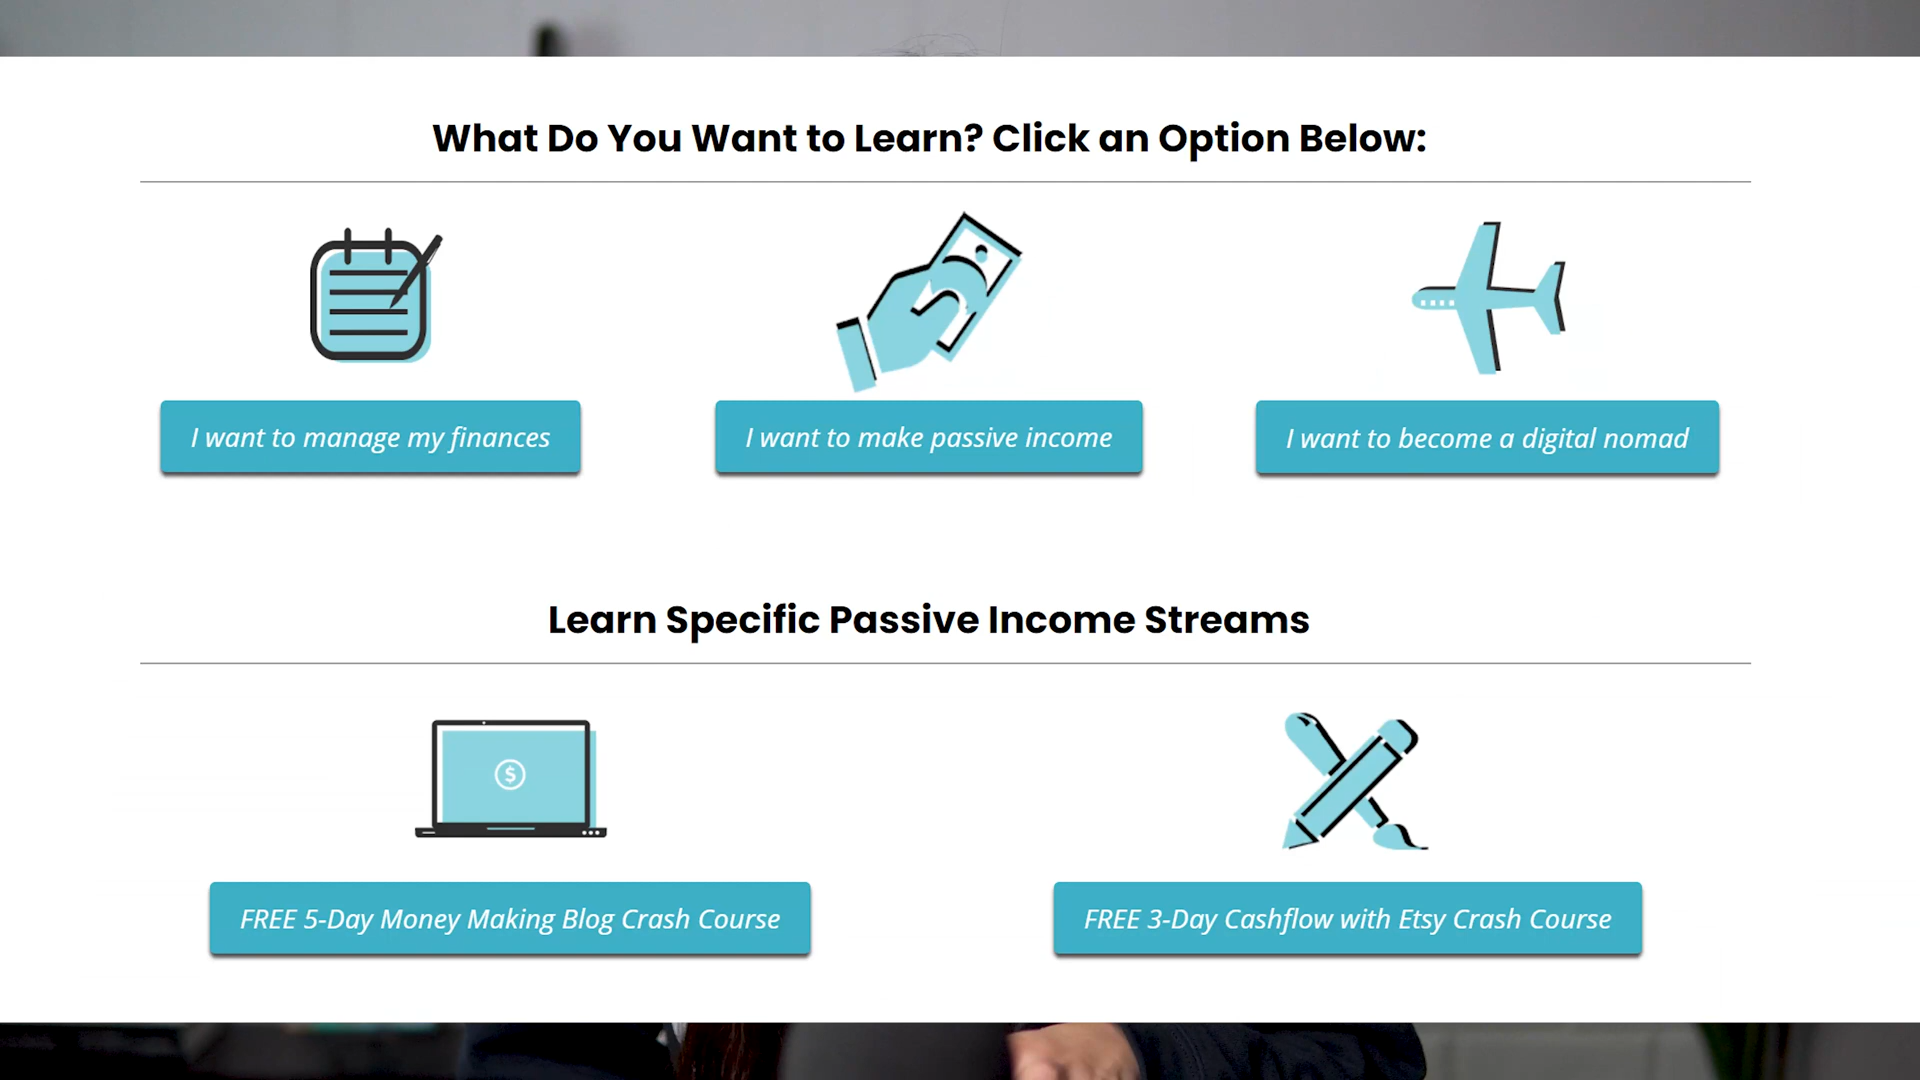 What Do You Want to Learn? Click an Option Below:
I want to manage my finances
I want to make passive income
I want to become a digital nomad
Learn Specific Passive Income Streams
$
FREE 5-Day Money Making Blog Crash Course
FREE 3-Day Cashflow with Etsy Crash Course